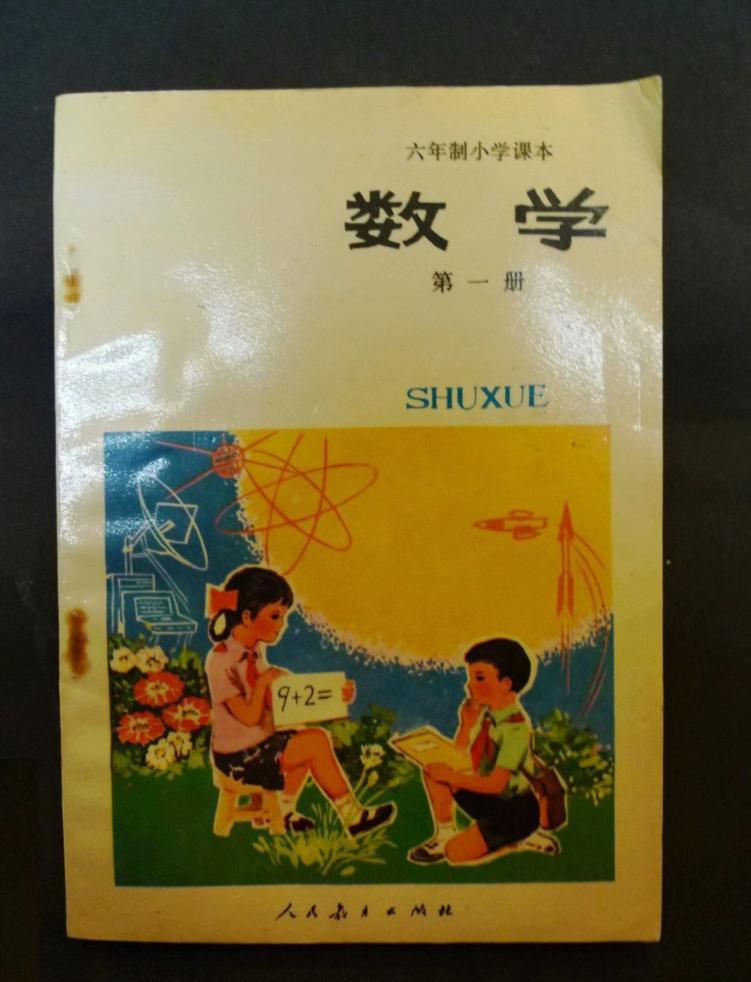 六年制小学课本
数学
第一册
SHUXUE
9+2=
人民教育出版社